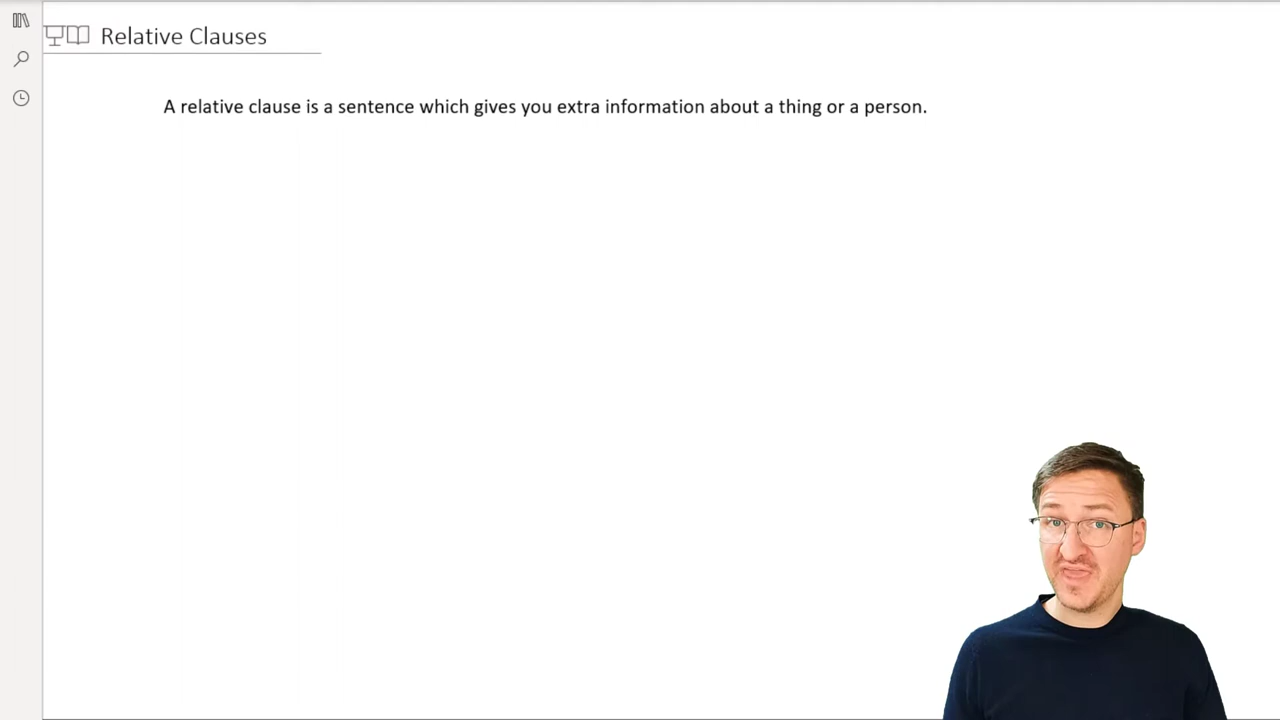 Relative Clauses
A relative clause is a sentence which gives you extra information about a thing or a person.